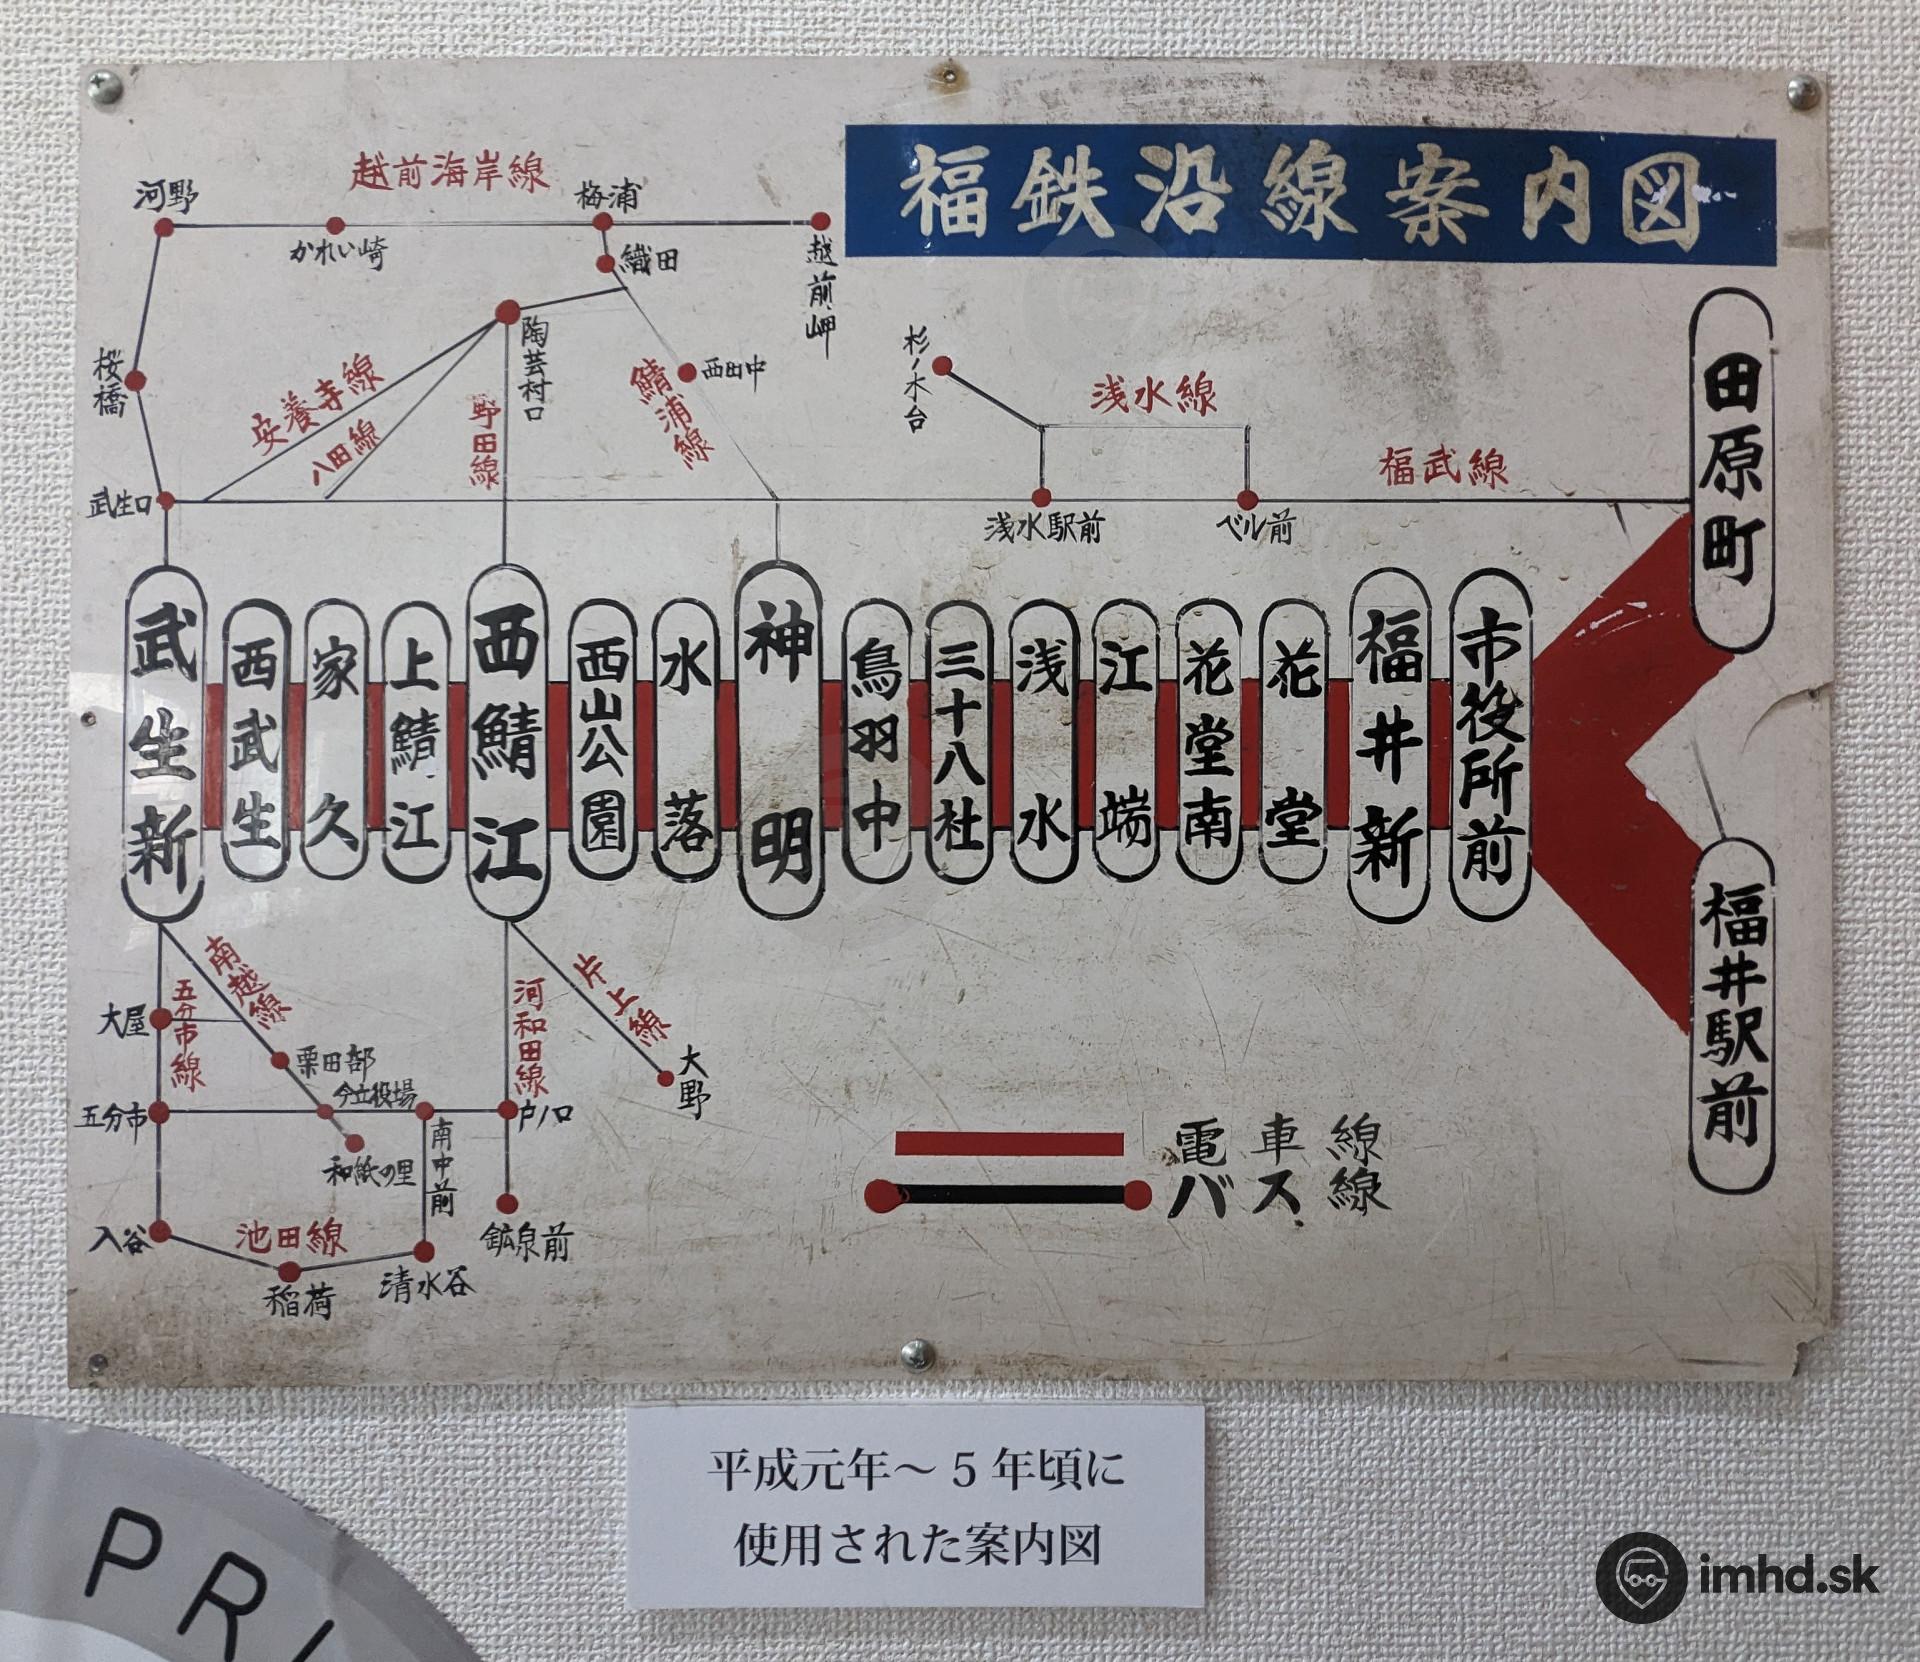 福鉄沿線案内図
越前海岸線
河野
かれい崎
梅浦
織田
越前岬
桜橋
陶芸村口
西田中
安養寺線
八田線
野田線
鯖浦線
杉ノ木台
浅水線
福武線
武生口
浅水駅前
ベル前
田原町
武生新
西武生
家久
上鯖江
西鯖江
西山公園
水落
神明
鳥羽中
三十八社
浅水
江端
花堂南
花堂
福井新
市役所前
福井駅前
南越線
五分市線
大屋
粟田部
今立役場
五分市
和紙の里
南中前
戸ノ口
河和田線
片上線
大野
入谷
池田線
稲荷
清水谷
鉱泉前
電車線
バス線
平成元年～5年頃に
使用された案内図
PRI
imhd.sk